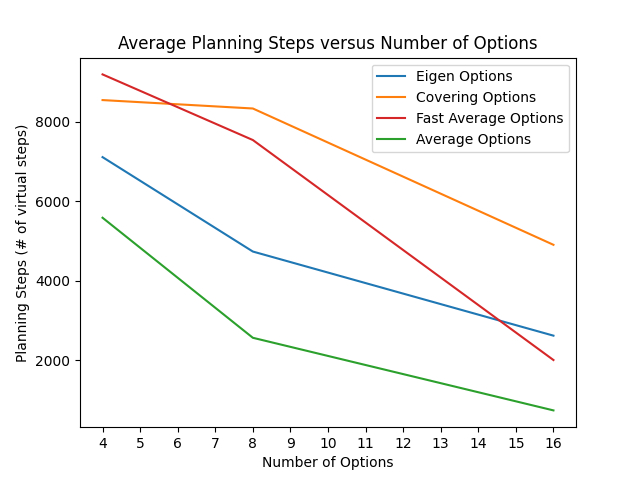 Average Planning Steps versus Number of Options
Eigen Options
Covering Options
Fast Average Options
Average Options
Planning Steps (# of virtual steps)
8000
6000
4000
2000
4 5 6 7 8 9 10 11 12 13 14 15 16
Number of Options